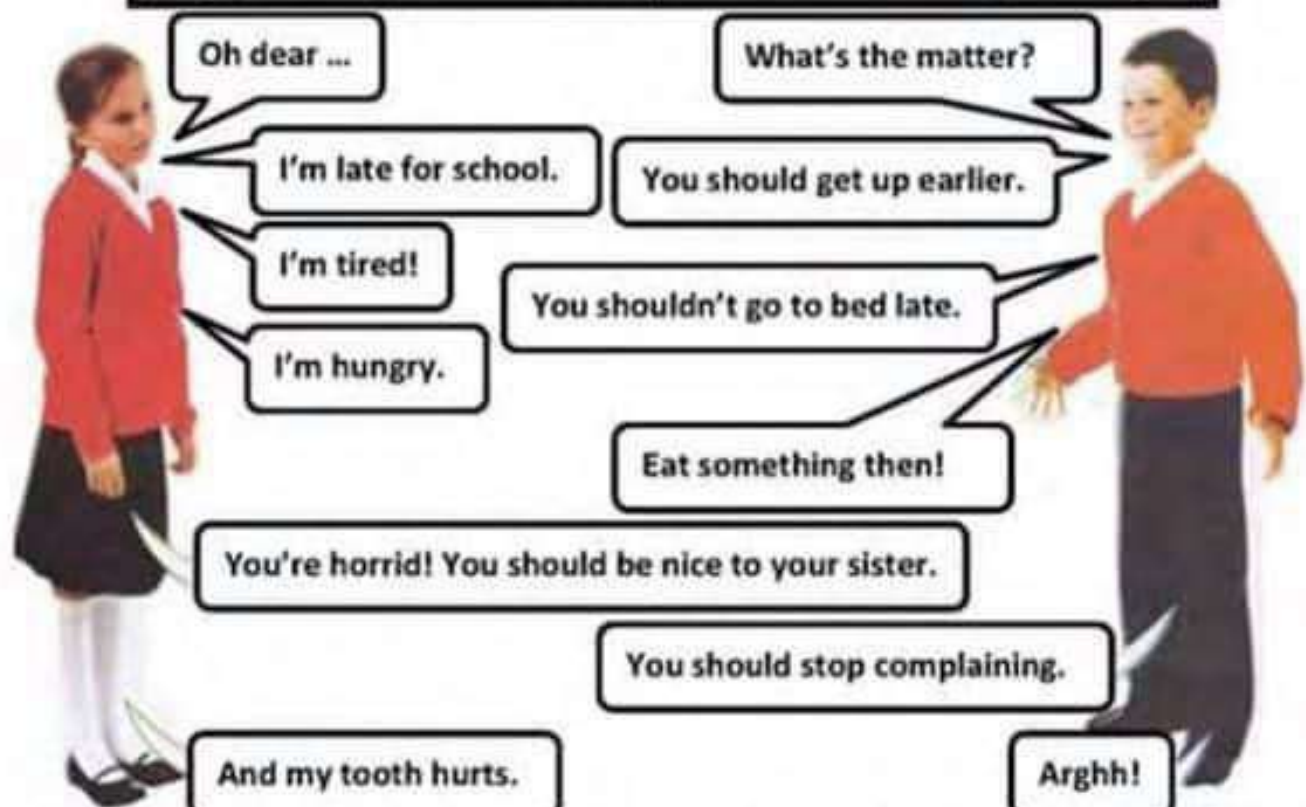 Oh dear ...
What's the matter?
I'm late for school.
You should get up earlier.
I'm tired!
You shouldn't go to bed late.
I'm hungry.
Eat something then!
You're horrid! You should be nice to your sister.
You should stop complaining.
And my tooth hurts.
Arghh!